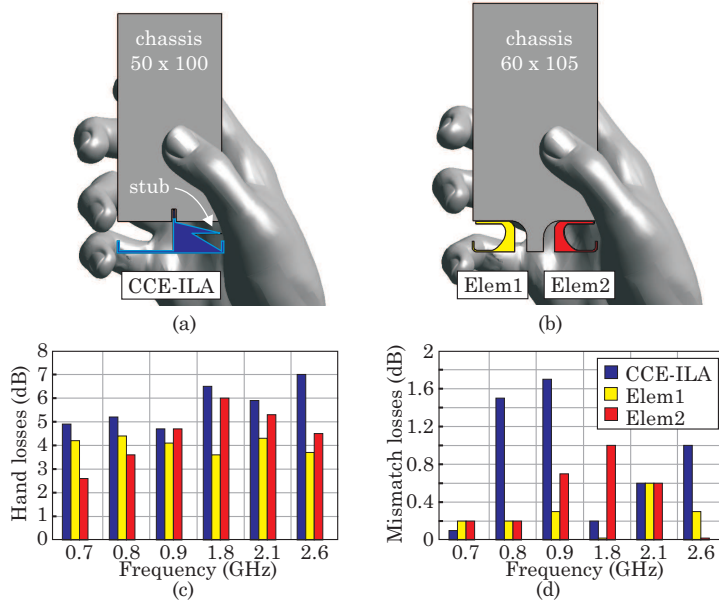 chassis
50 x 100
stub
CCE-ILA
(a)
chassis
60 x 105
Elem1
Elem2
(b)
Hand losses (dB)
8
7
6
5
4
3
2
1
0
0.7 0.8 0.9 1.8 2.1 2.6
Frequency (GHz)
(c)
Mismatch losses (dB)
2
1.6
1.2
0.8
0.4
0
CCE-ILA
Elem1
Elem2
0.7 0.8 0.9 1.8 2.1 2.6
Frequency (GHz)
(d)